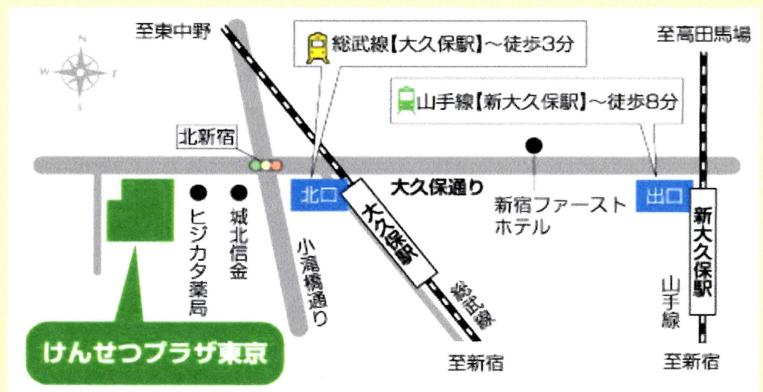 N
W
E
S
至東中野
総武線【大久保駅】~徒歩3分
至高田馬場
山手線【新大久保駅】~徒歩8分
北新宿
大久保通り
北口
出口
新宿ファースト
ホテル
大久保駅
新大久保駅
城北信金
ヒジカタ薬局
小滝橋通り
総武線
山手線
けんせつプラザ東京
至新宿
至新宿